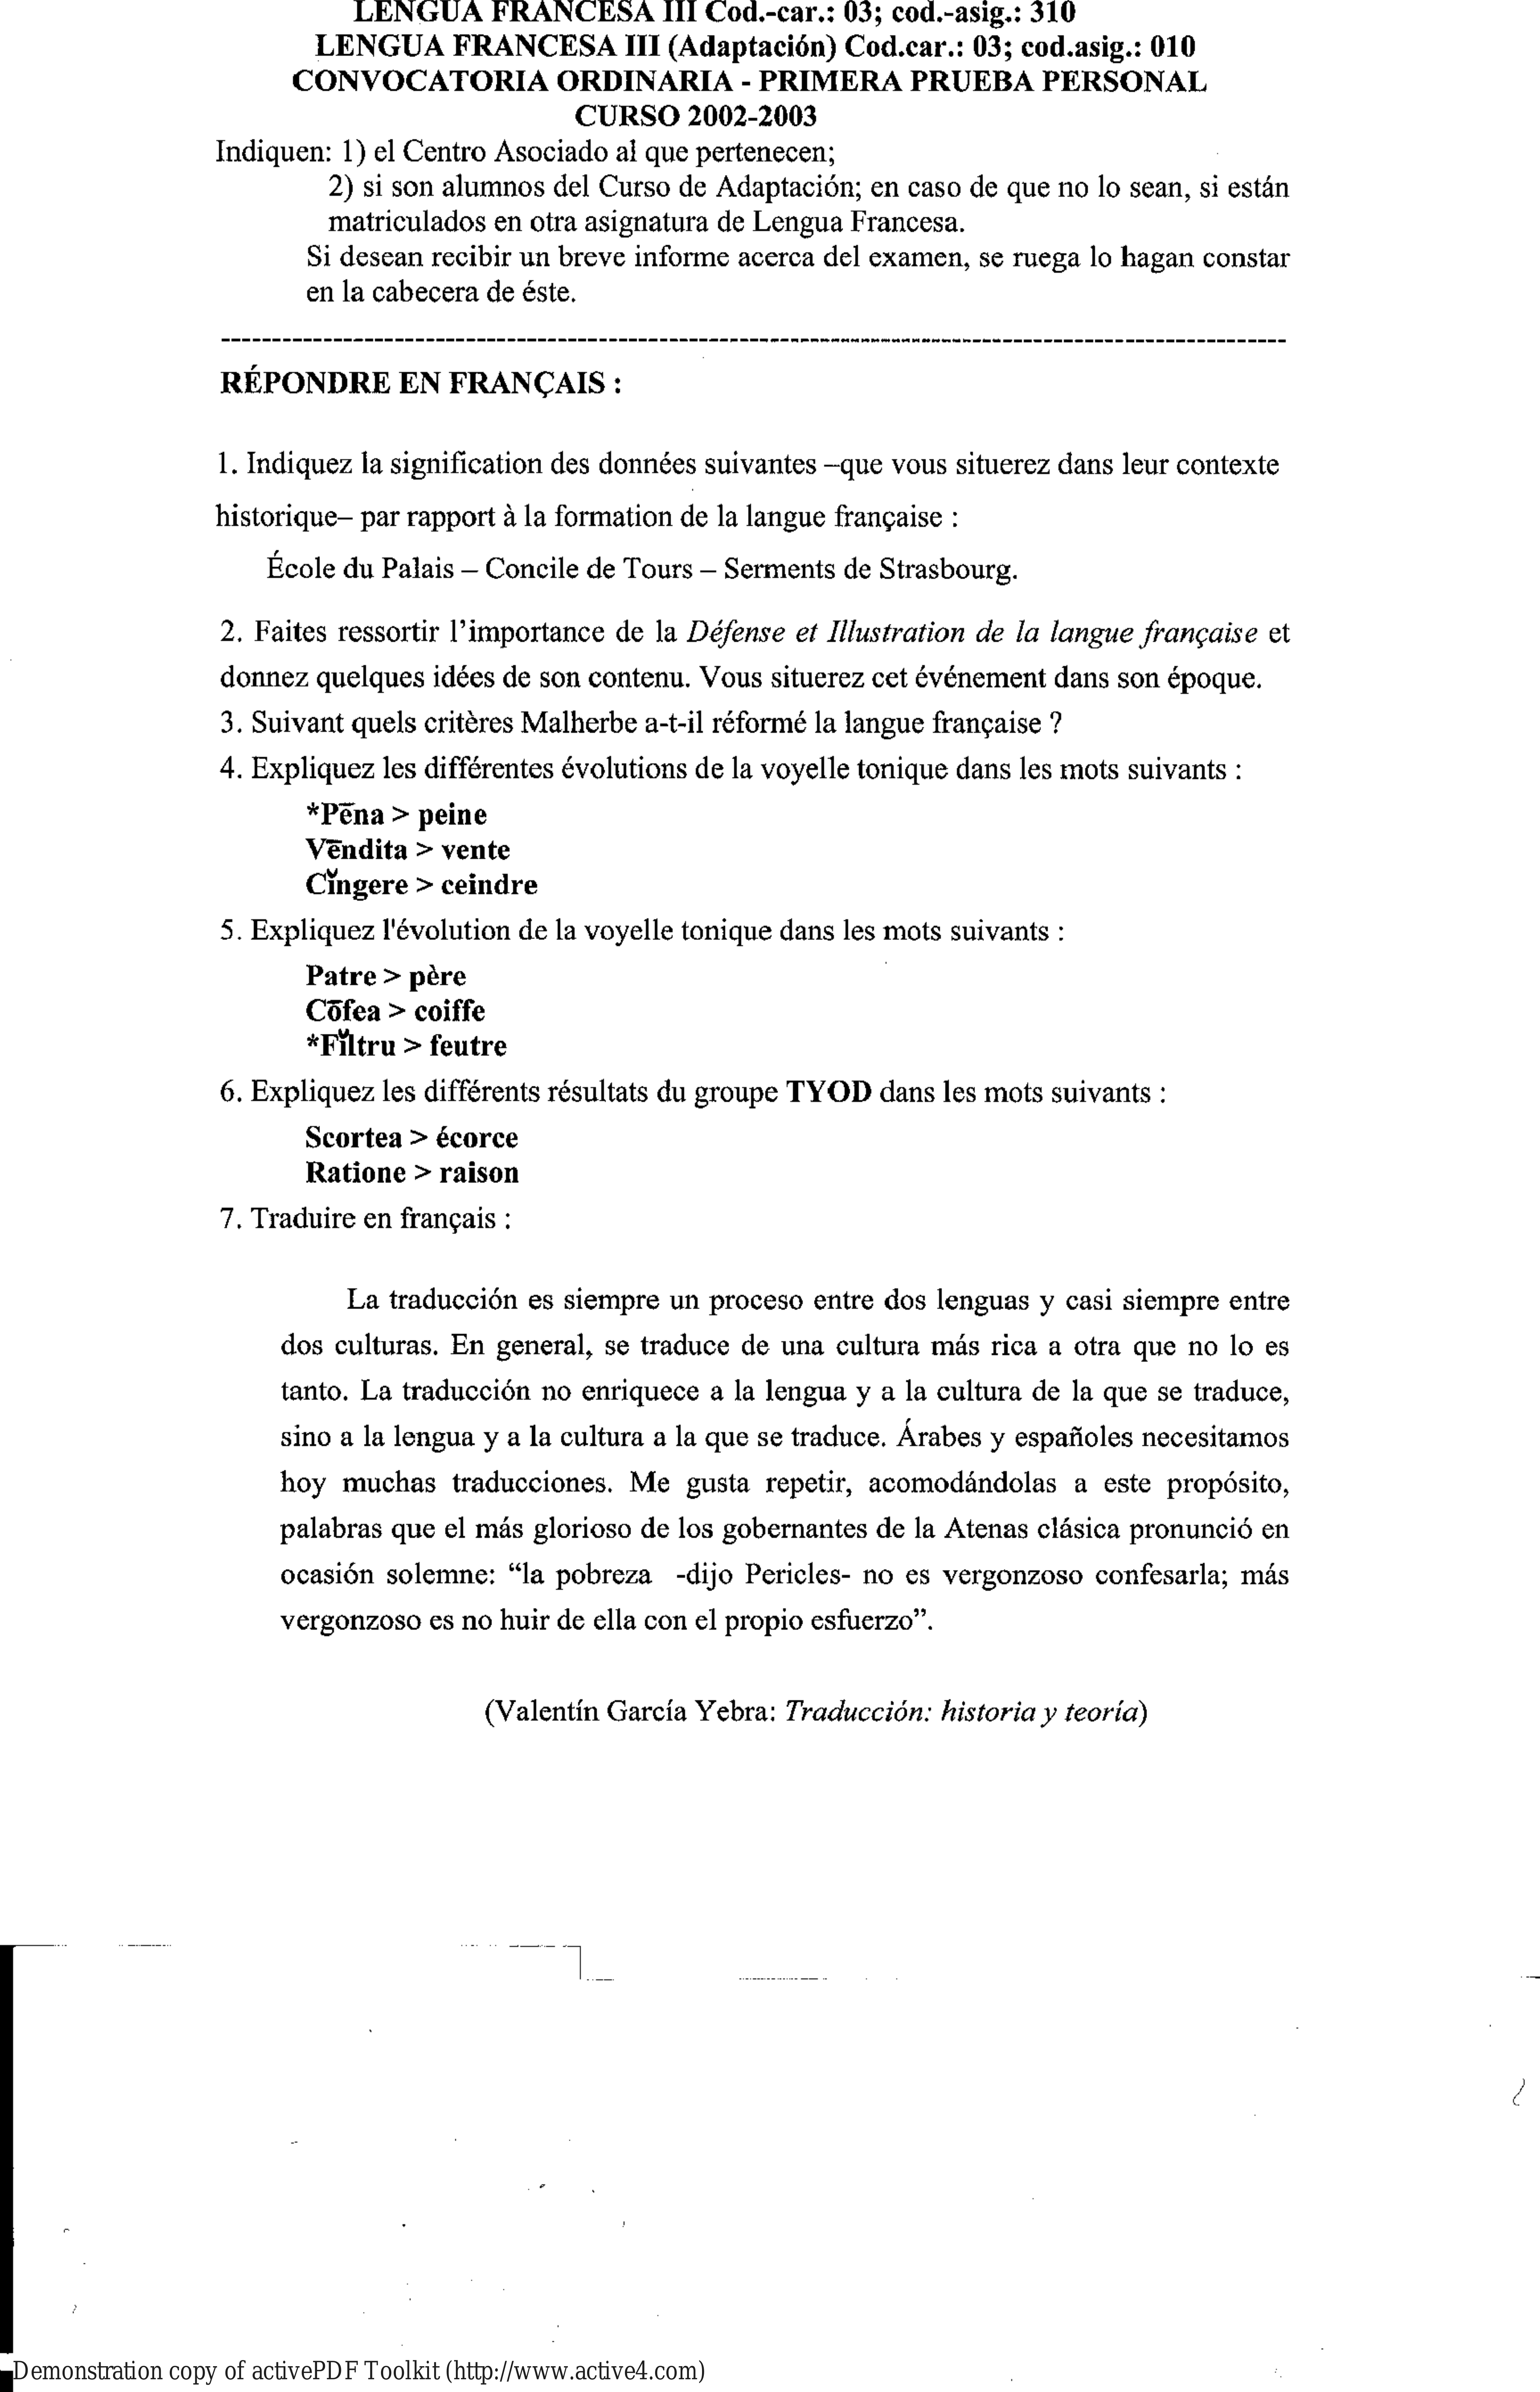 LENGUA FRANCESA III Cod.-car.: 03; cod.-asig.: 310
LENGUA FRANCESA III (Adaptación) Cod.car.: 03; cod.asig.: 010
CONVOCATORIA ORDINARIA - PRIMERA PRUEBA PERSONAL
CURSO 2002-2003
Indiquen: 1) el Centro Asociado al que pertenecen;
2) si son alumnos del Curso de Adaptación; en caso de que no lo sean, si están
matriculados en otra asignatura de Lengua Francesa.
Si desean recibir un breve informe acerca del examen, se ruega lo hagan constar
en la cabecera de éste.
RÉPONDRE EN FRANÇAIS :
1. Indiquez la signification des données suivantes –que vous situerez dans leur contexte
historique– par rapport à la formation de la langue française :
École du Palais – Concile de Tours – Serments de Strasbourg.
2. Faites ressortir l'importance de la Défense et Illustration de la langue française et
donnez quelques idées de son contenu. Vous situerez cet événement dans son époque.
3. Suivant quels critères Malherbe a-t-il réformé la langue française ?
4. Expliquez les différentes évolutions de la voyelle tonique dans les mots suivants :
*Pēna > peine
Vēndita > vente
Cĭngere > ceindre
5. Expliquez l'évolution de la voyelle tonique dans les mots suivants :
Patre > père
Cōfea > coiffe
*Fĭltru > feutre
6. Expliquez les différents résultats du groupe TYOD dans les mots suivants :
Scortea > écorce
Ratione > raison
7. Traduire en français :
La traducción es siempre un proceso entre dos lenguas y casi siempre entre
dos culturas. En general, se traduce de una cultura más rica a otra que no lo es
tanto. La traducción no enriquece a la lengua y a la cultura de la que se traduce,
sino a la lengua y a la cultura a la que se traduce. Árabes y españoles necesitamos
hoy muchas traducciones. Me gusta repetir, acomodándolas a este propósito,
palabras que el más glorioso de los gobernantes de la Atenas clásica pronunció en
ocasión solemne: “la pobreza -dijo Pericles- no es vergonzoso confesarla; más
vergonzoso es no huir de ella con el propio esfuerzo”.
(Valentín García Yebra: Traducción: historia y teoría)
Demonstration copy of activePDF Toolkit (http://www.active4.com)